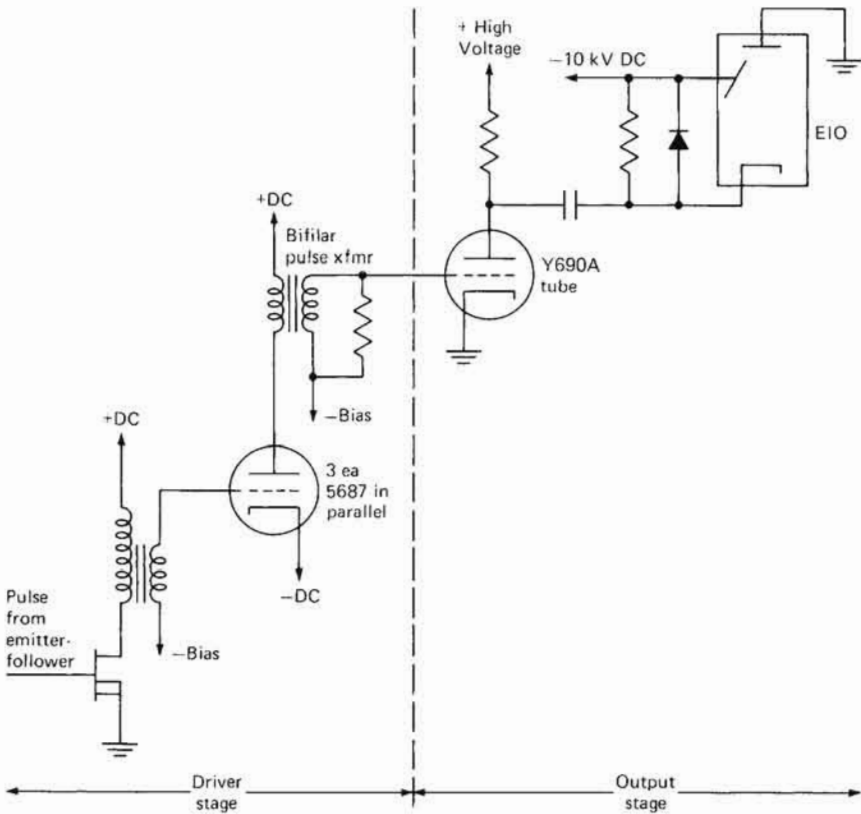 + High
Voltage
−10 kV DC
EIO
+DC
Bifilar
pulse xfmr
Y690A
tube
−Bias
+DC
3 ea
5687 in
parallel
−DC
Pulse
from
emitter-
follower
−Bias
Driver
stage
Output
stage